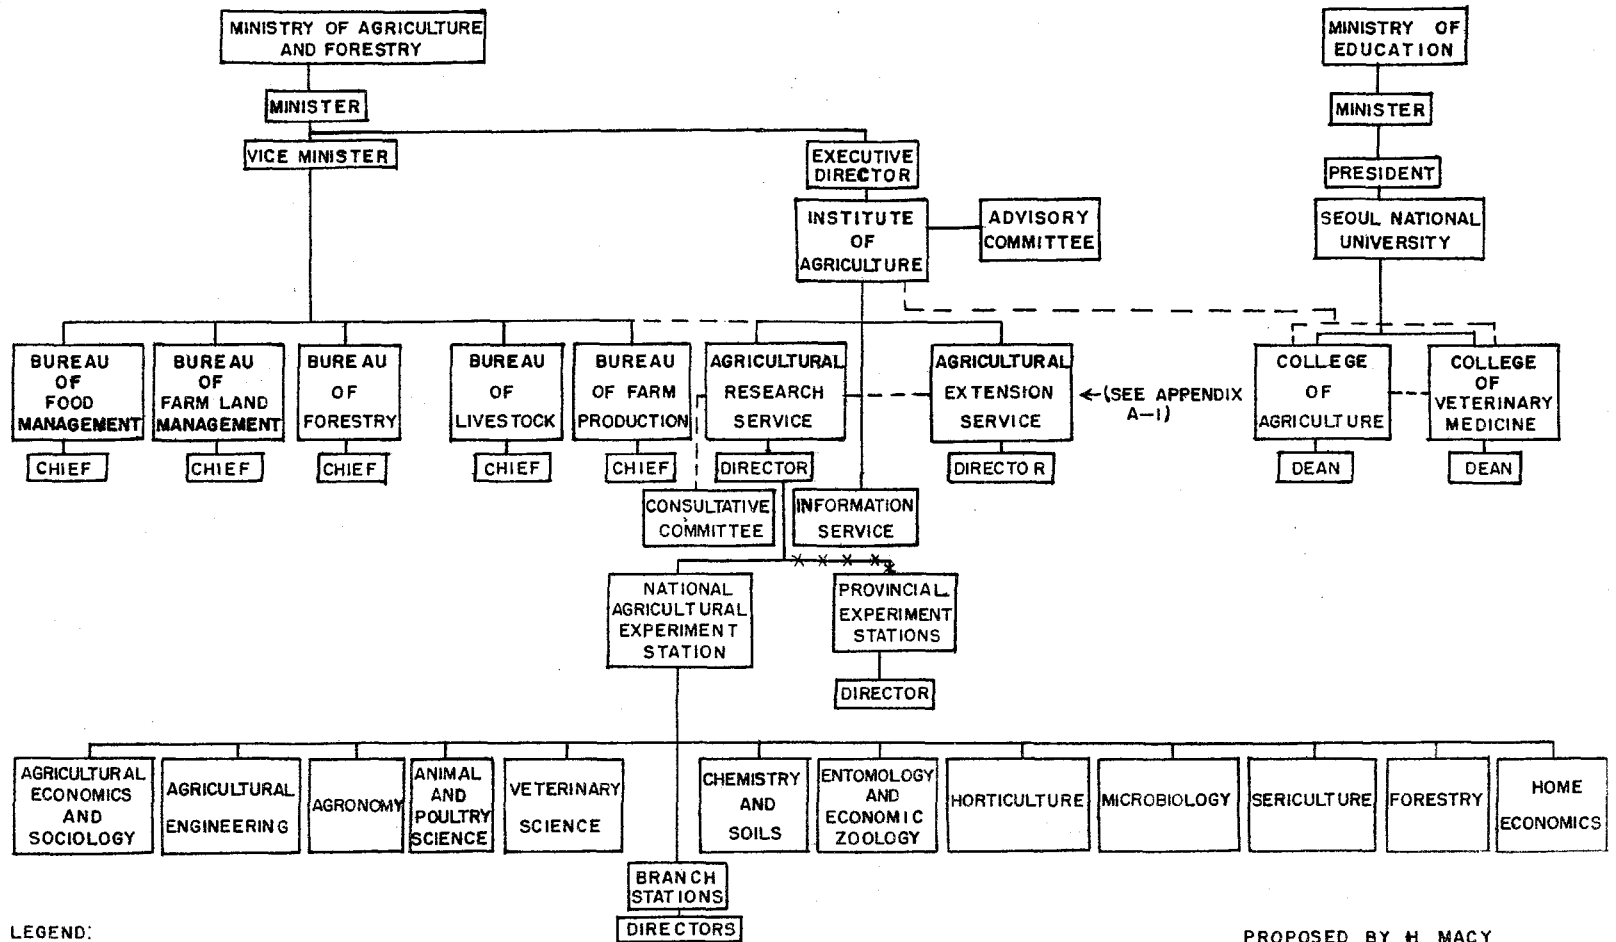 MINISTRY OF AGRICULTURE
AND FORESTRY
MINISTRY OF
EDUCATION
MINISTER
MINISTER
VICE MINISTER
EXECUTIVE
DIRECTOR
PRESIDENT
INSTITUTE
OF
AGRICULTURE
ADVISORY
COMMITTEE
SEOUL NATIONAL
UNIVERSITY
BUREAU
OF
FOOD
MANAGEMENT
BUREAU
OF
FARM LAND
MANAGEMENT
BUREAU
OF
FORESTRY
BUREAU
OF
LIVESTOCK
BUREAU
OF FARM
PRODUCTION
AGRICULTURAL
RESEARCH
SERVICE
AGRICULTURAL
EXTENSION
SERVICE
(SEE APPENDIX
A-1)
COLLEGE
OF
AGRICULTURE
COLLEGE
OF
VETERINARY
MEDICINE
CHIEF
CHIEF
CHIEF
CHIEF
CHIEF
DIRECTOR
DIRECTOR
DEAN
DEAN
CONSULTATIVE
COMMITTEE
INFORMATION
SERVICE
NATIONAL
AGRICULTURAL
EXPERIMENT
STATION
PROVINCIAL
EXPERIMENT
STATIONS
DIRECTOR
AGRICULTURAL
ECONOMICS
AND
SOCIOLOGY
AGRICULTURAL
ENGINEERING
AGRONOMY
ANIMAL
AND
POULTRY
SCIENCE
VETERINARY
SCIENCE
CHEMISTRY
AND
SOILS
ENTOMOLOGY
AND
ECONOMIC
ZOOLOGY
HORTICULTURE
MICROBIOLOGY
SERICULTURE
FORESTRY
HOME
ECONOMICS
BRANCH
STATIONS
DIRECTORS
LEGEND:
PROPOSED BY H MACY